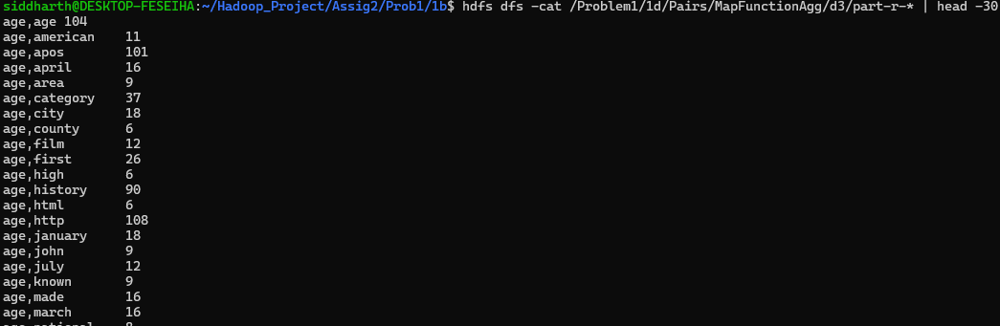 siddharth@DESKTOP-FESEIHA:~/Hadoop_Project/Assig2/Prob1/1b$ hdfs dfs -cat /Problem1/1d/Pairs/MapFunctionAgg/d3/part-r-* | head -30
age,age 104
age,american 11
age,apos 101
age,april 16
age,area 9
age,category 37
age,city 18
age,county 6
age,film 12
age,first 26
age,high 6
age,history 90
age,html 6
age,http 108
age,january 18
age,john 9
age,july 12
age,known 9
age,made 16
age,march 16